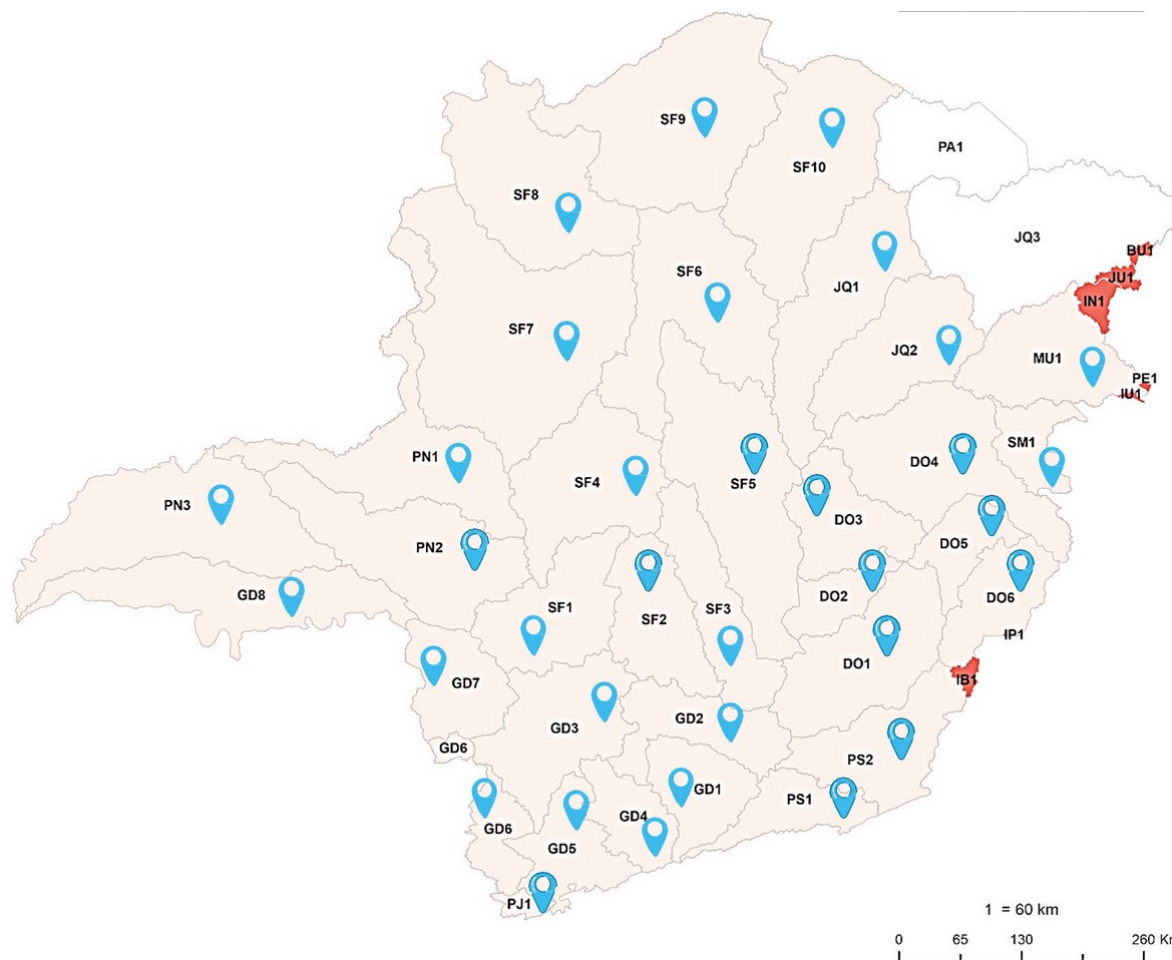 SF9
PA1
SF10
SF8
JQ3
BU1
SF6
JU1
JQ1
IN1
SF7
JQ2
MU1
PE1
IU1
SM1
PN1
DO4
SF4
SF5
PN3
DO3
DO5
PN2
GD8
DO2
DO6
SF1
SF3
SF2
IP1
DO1
IB1
GD7
GD2
GD3
GD6
PS2
GD1
PS1
GD4
GD6
GD5
PJ1
1 = 60 km
0 65 130 260 Km